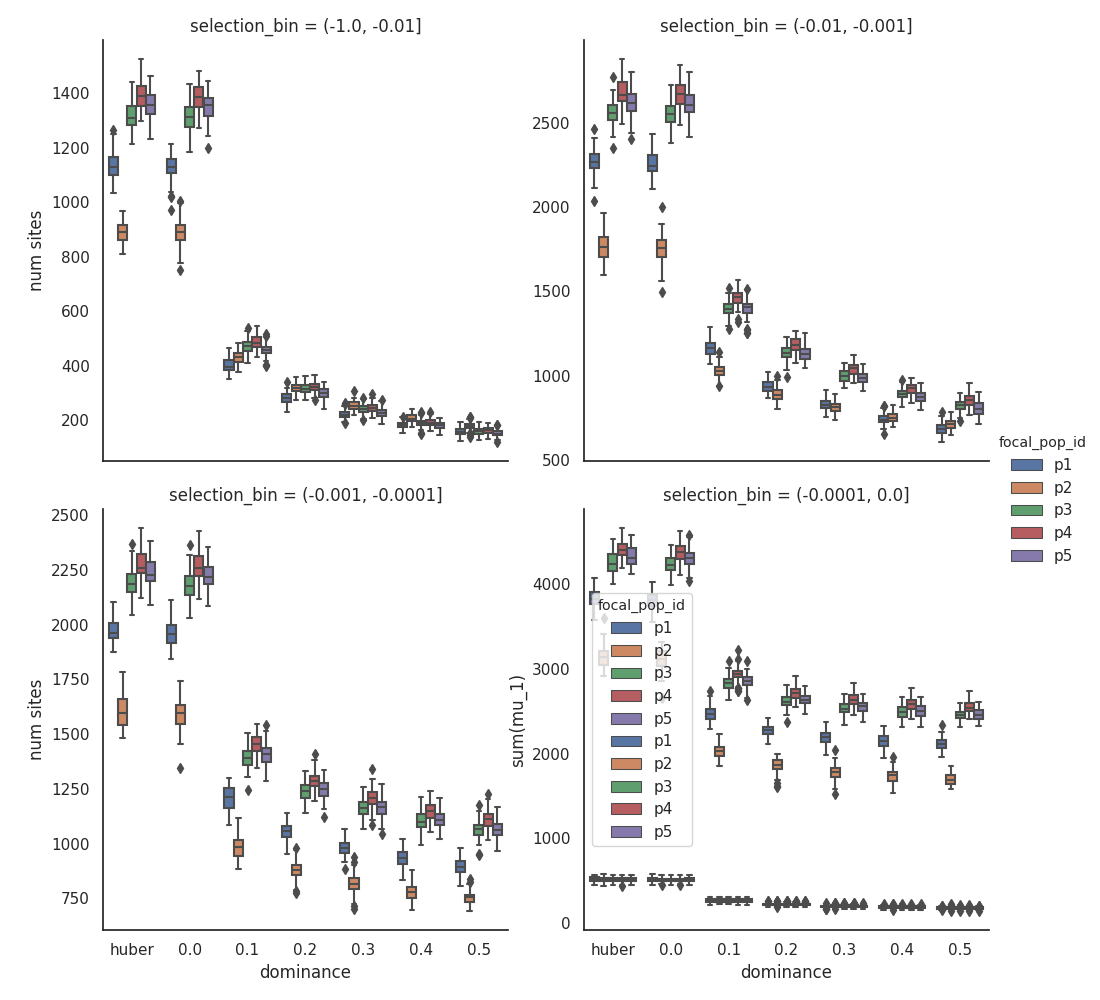 selection_bin = (-1.0, -0.01]
selection_bin = (-0.01, -0.001]
1400
1200
1000
800
600
400
200
num sites
2500
2000
1500
1000
500
focal_pop_id
p1
p2
p3
p4
p5
selection_bin = (-0.001, -0.0001]
selection_bin = (-0.0001, 0.0]
2500
2250
2000
1750
1500
1250
1000
750
num sites
huber
0.0
0.1
0.2
0.3
0.4
0.5
dominance
4000
3000
2000
1000
0
sum(mu_1)
focal_pop_id
p1
p2
p3
p4
p5
p1
p2
p3
p4
p5
huber
0.0
0.1
0.2
0.3
0.4
0.5
dominance